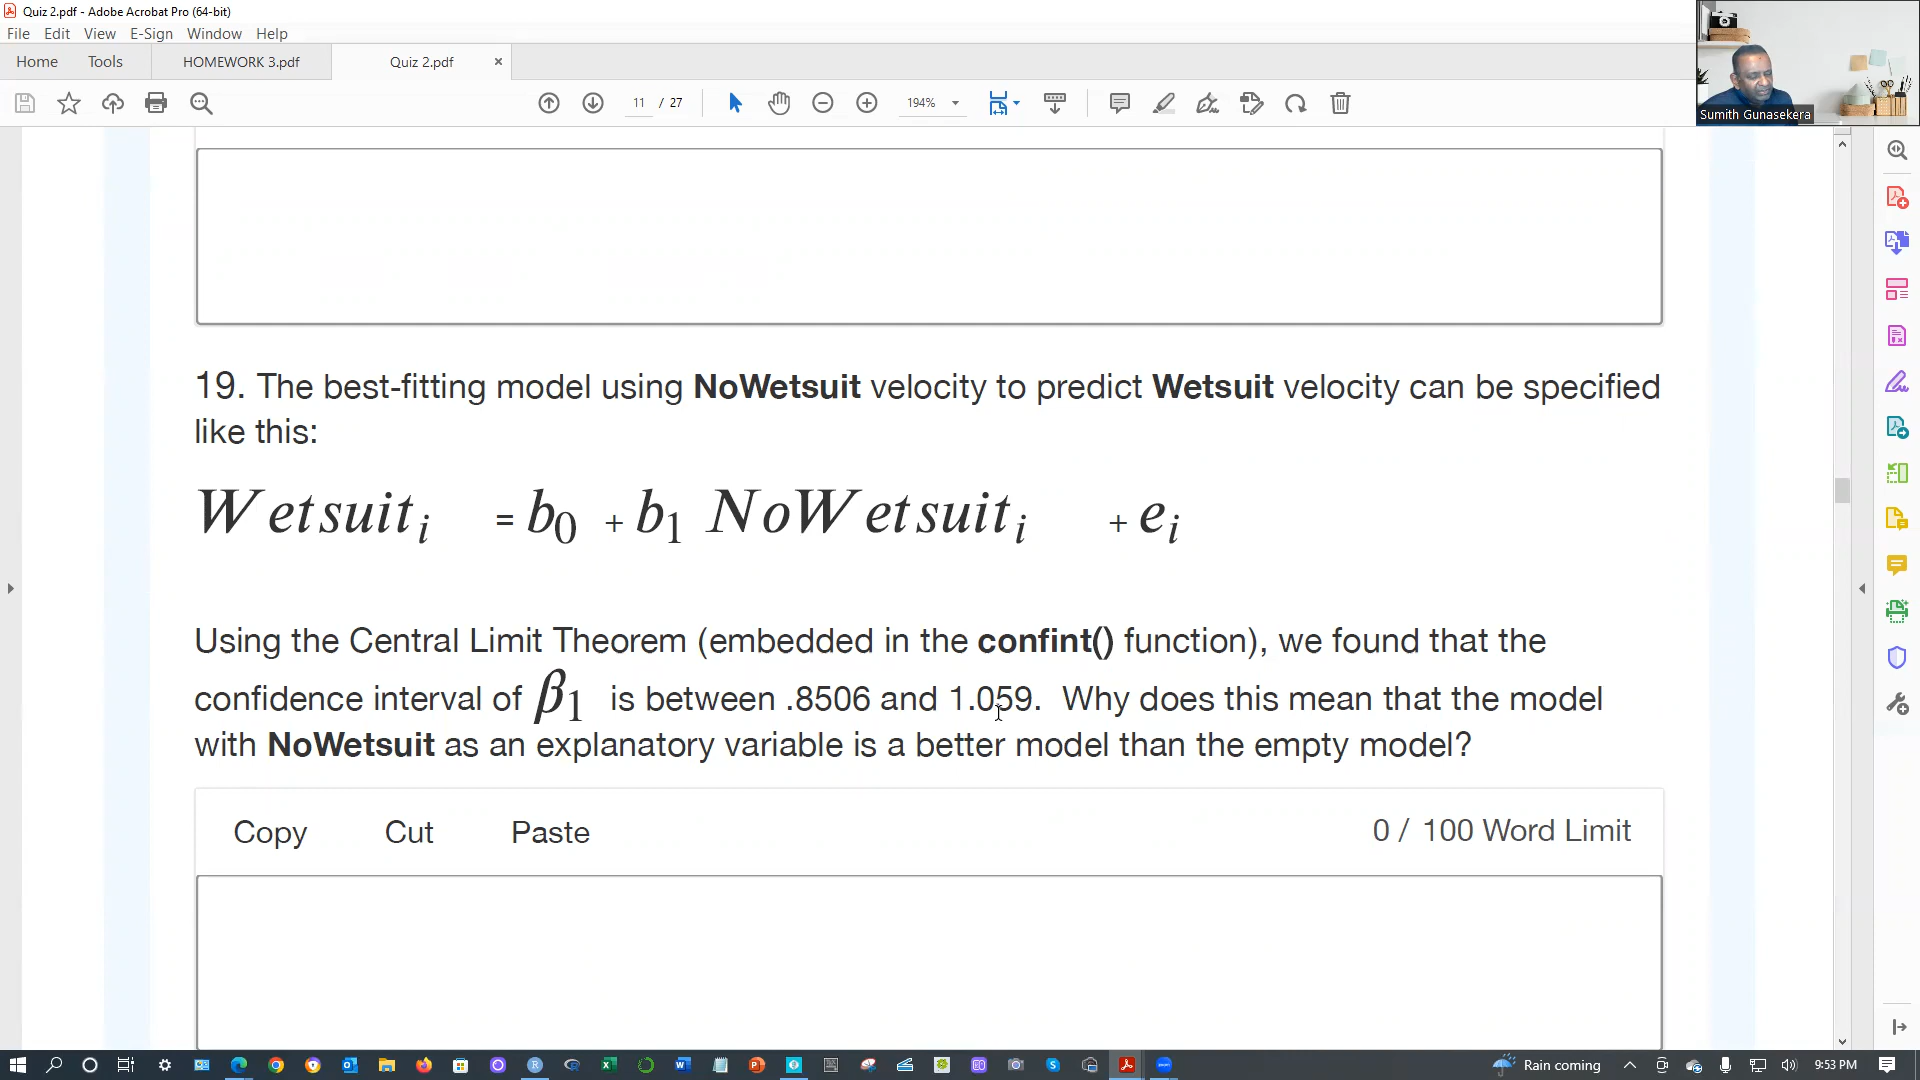 Quiz 2.pdf - Adobe Acrobat Pro (64-bit)
File Edit View E-Sign Window Help
Home Tools HOMEWORK 3.pdf Quiz 2.pdf ×
11 / 27 194%
Sumith Gunasekera
19. The best-fitting model using NoWetsuit velocity to predict Wetsuit velocity can be specified
like this:
Wetsuit_i = b_0 + b_1 NoWetsuit_i + e_i
Using the Central Limit Theorem (embedded in the confint() function), we found that the
confidence interval of β_1 is between .8506 and 1.059. Why does this mean that the model
with NoWetsuit as an explanatory variable is a better model than the empty model?
Copy Cut Paste 0 / 100 Word Limit
Rain coming 9:53 PM